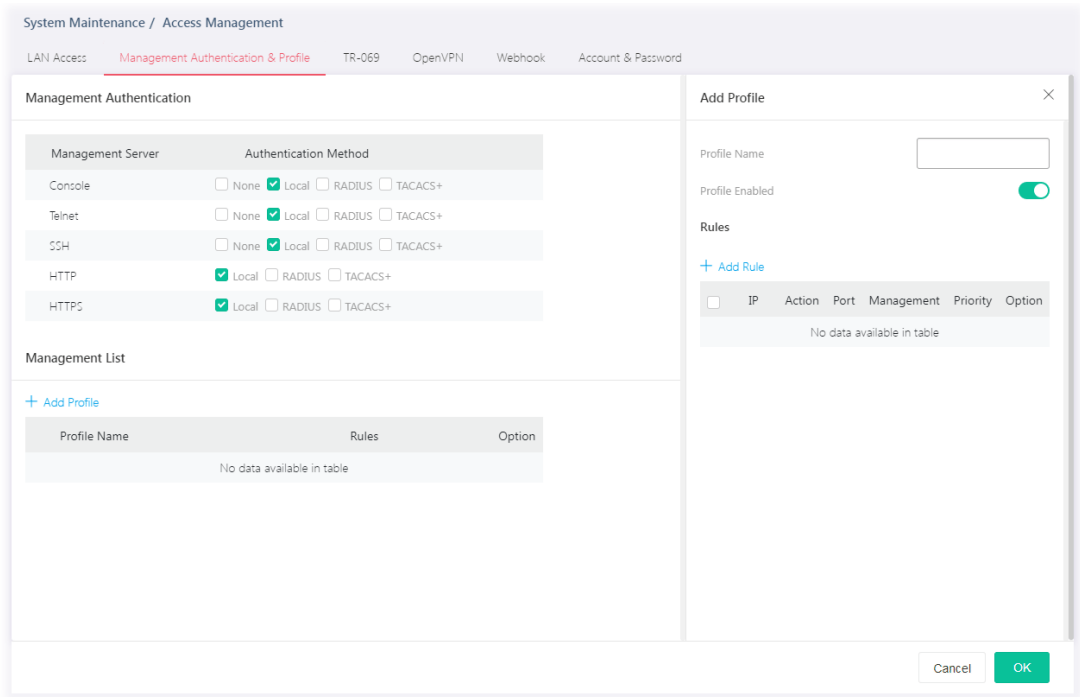 System Maintenance / Access Management
LAN Access Management Authentication & Profile TR-069 OpenVPN Webhook Account & Password
Management Authentication
Management Server Authentication Method
Console None Local RADIUS TACACS+
Telnet None Local RADIUS TACACS+
SSH None Local RADIUS TACACS+
HTTP Local RADIUS TACACS+
HTTPS Local RADIUS TACACS+
Management List
+ Add Profile
Profile Name Rules Option
No data available in table
Add Profile
Profile Name
Profile Enabled
Rules
+ Add Rule
IP Action Port Management Priority Option
No data available in table
Cancel OK